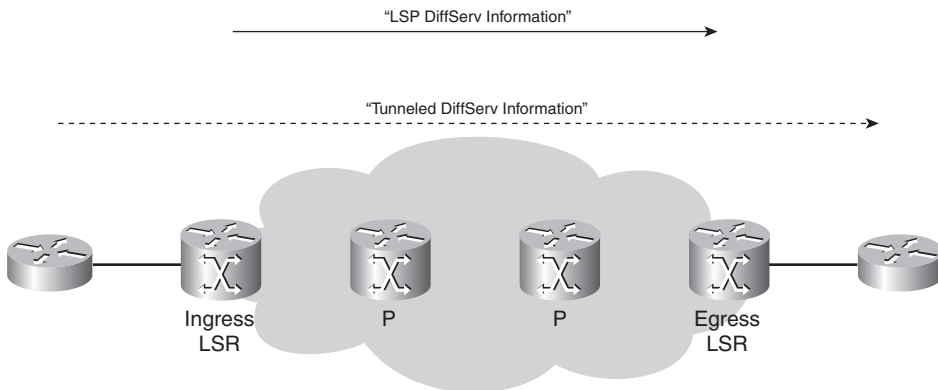 “LSP DiffServ Information”
“Tunneled DiffServ Information”
Ingress
LSR
P
P
Egress
LSR